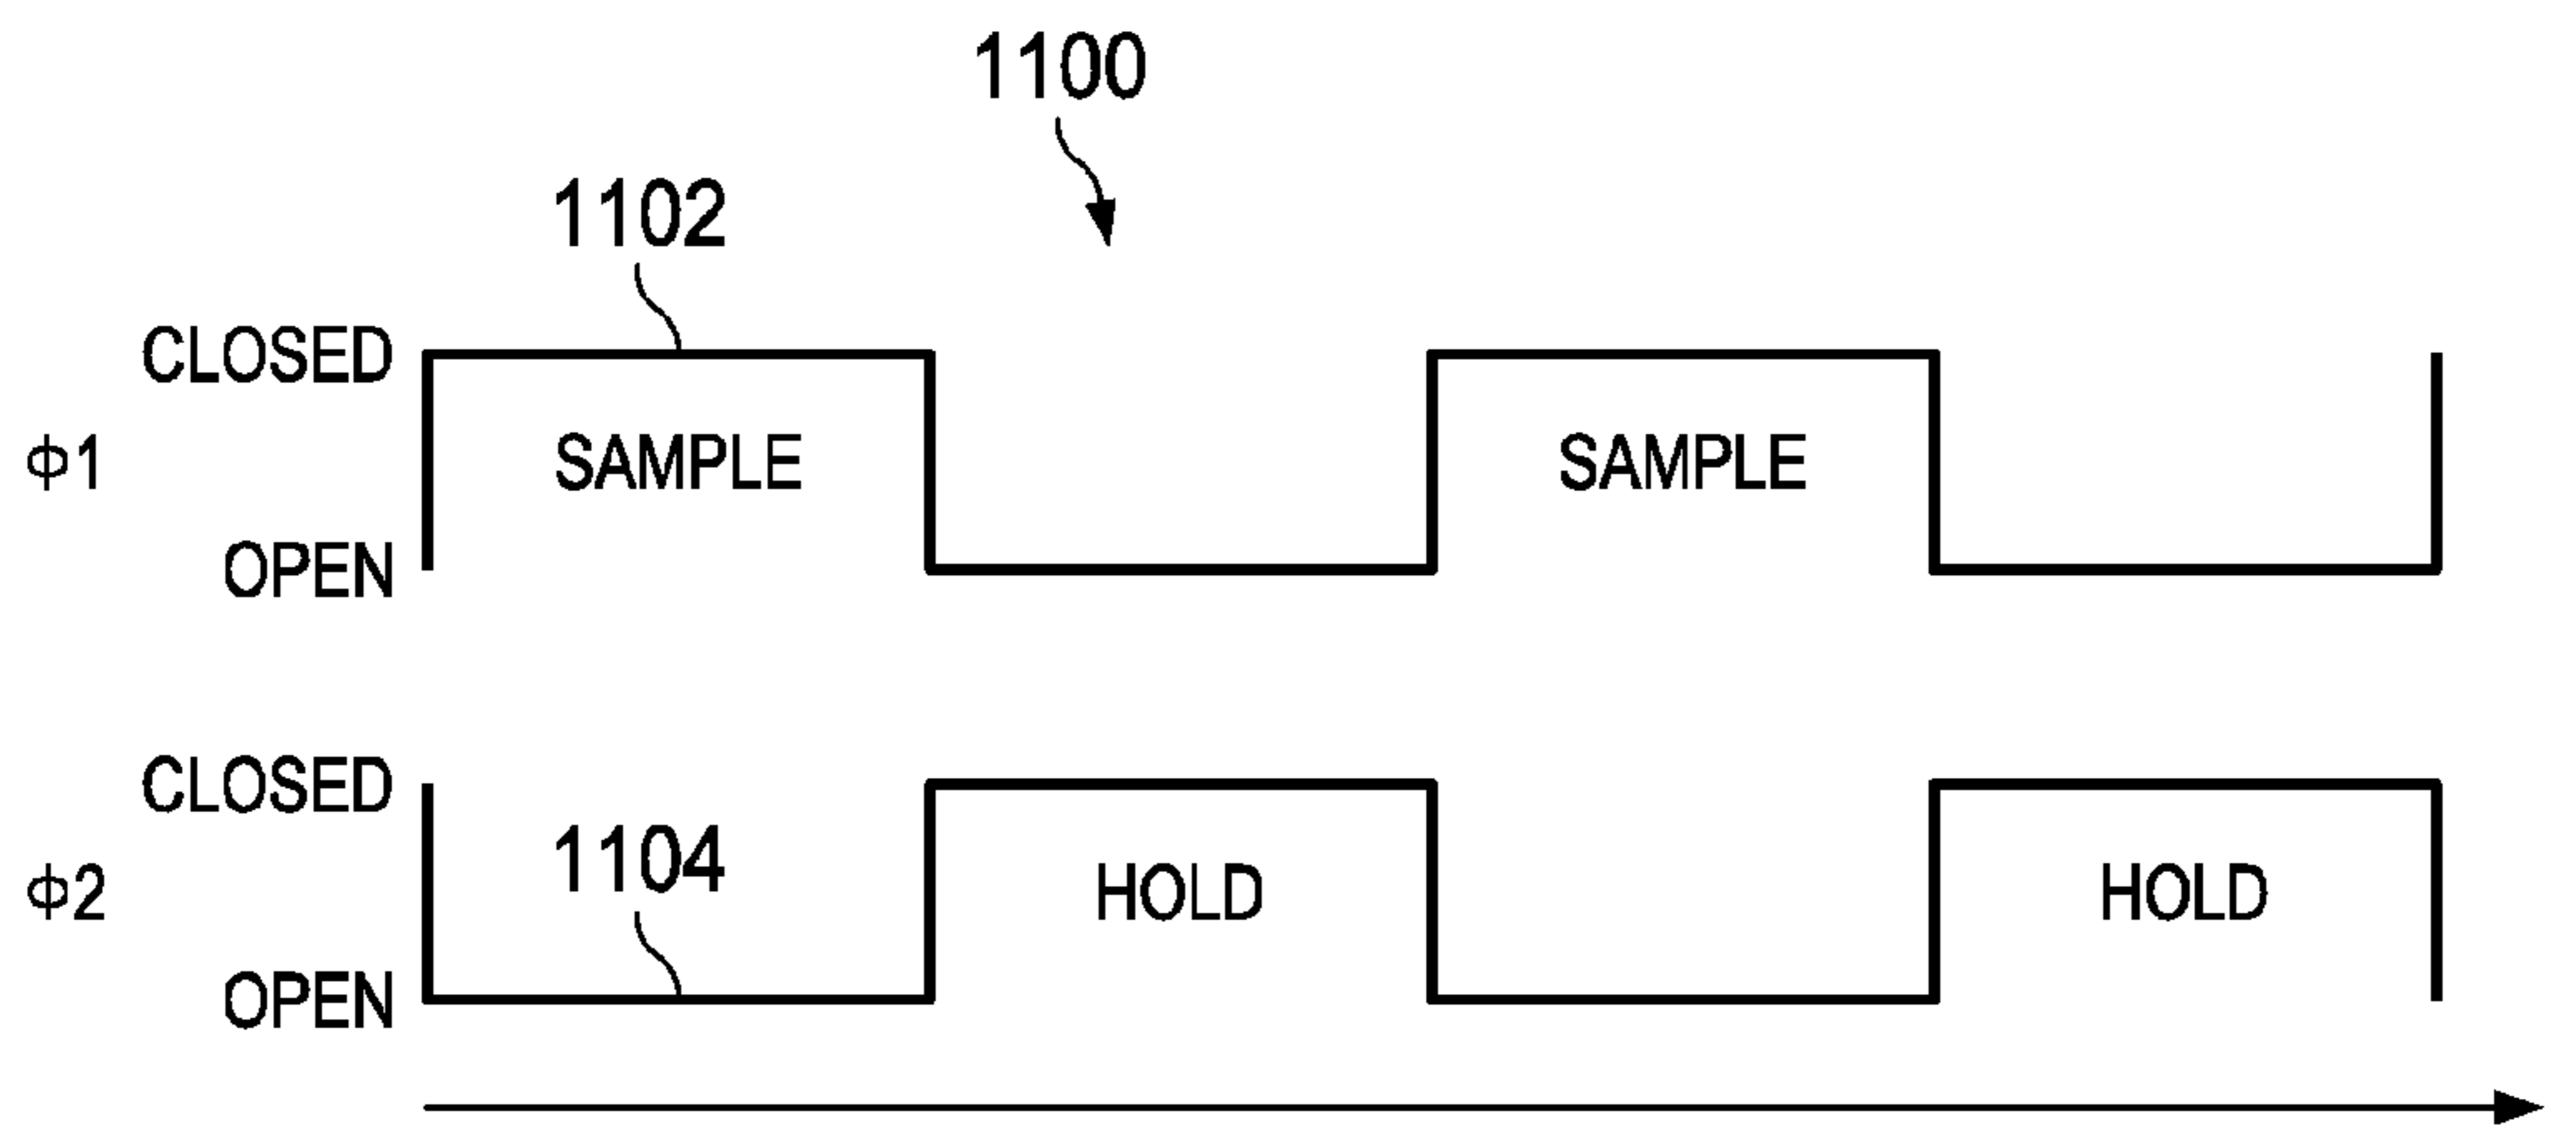 1100
1102
CLOSED
ϕ1
SAMPLE
SAMPLE
OPEN
CLOSED
1104
ϕ2
HOLD
HOLD
OPEN